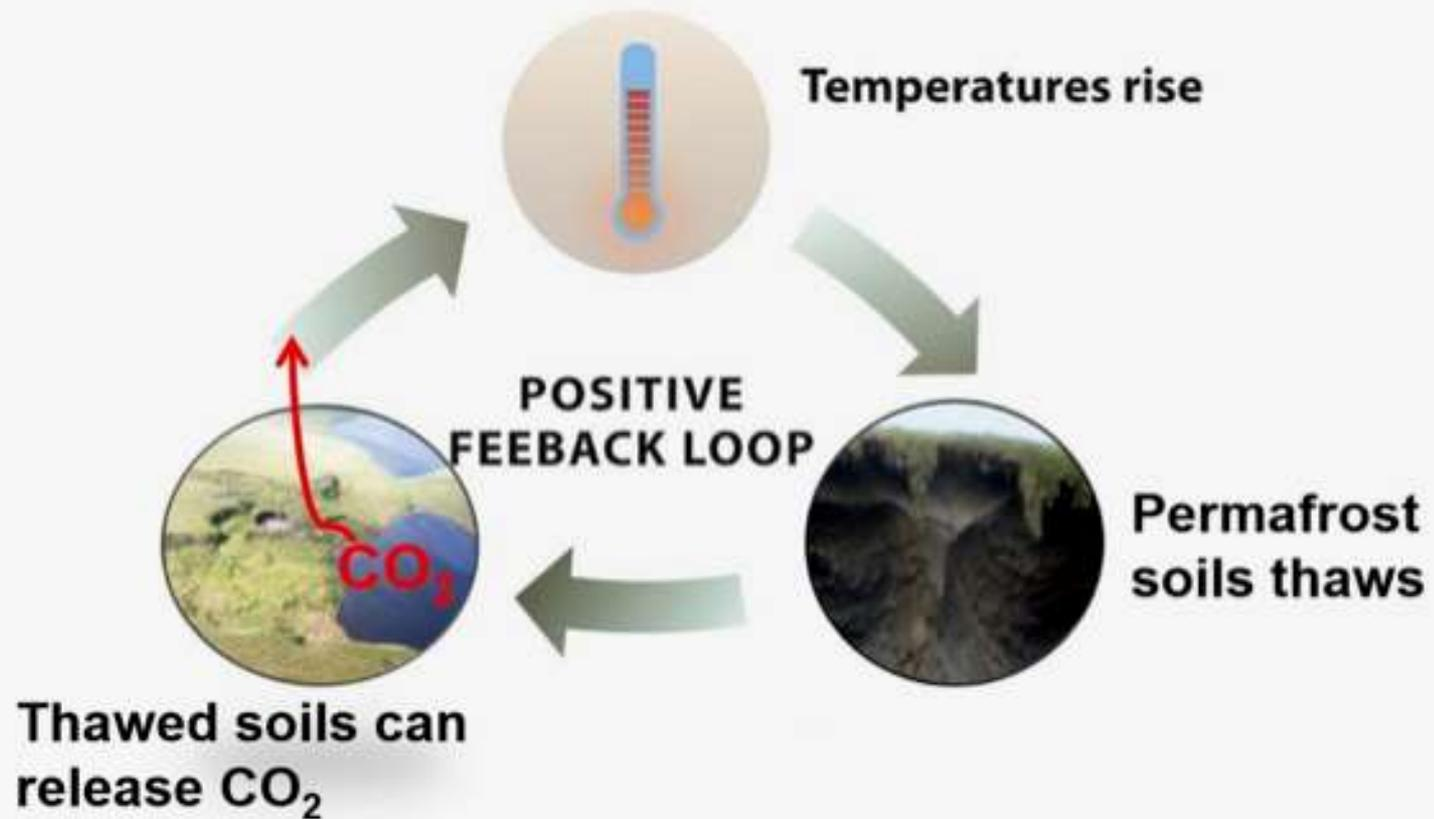 Temperatures rise
POSITIVE
FEEBACK LOOP
Permafrost
soils thaws
CO₂
Thawed soils can
release CO₂